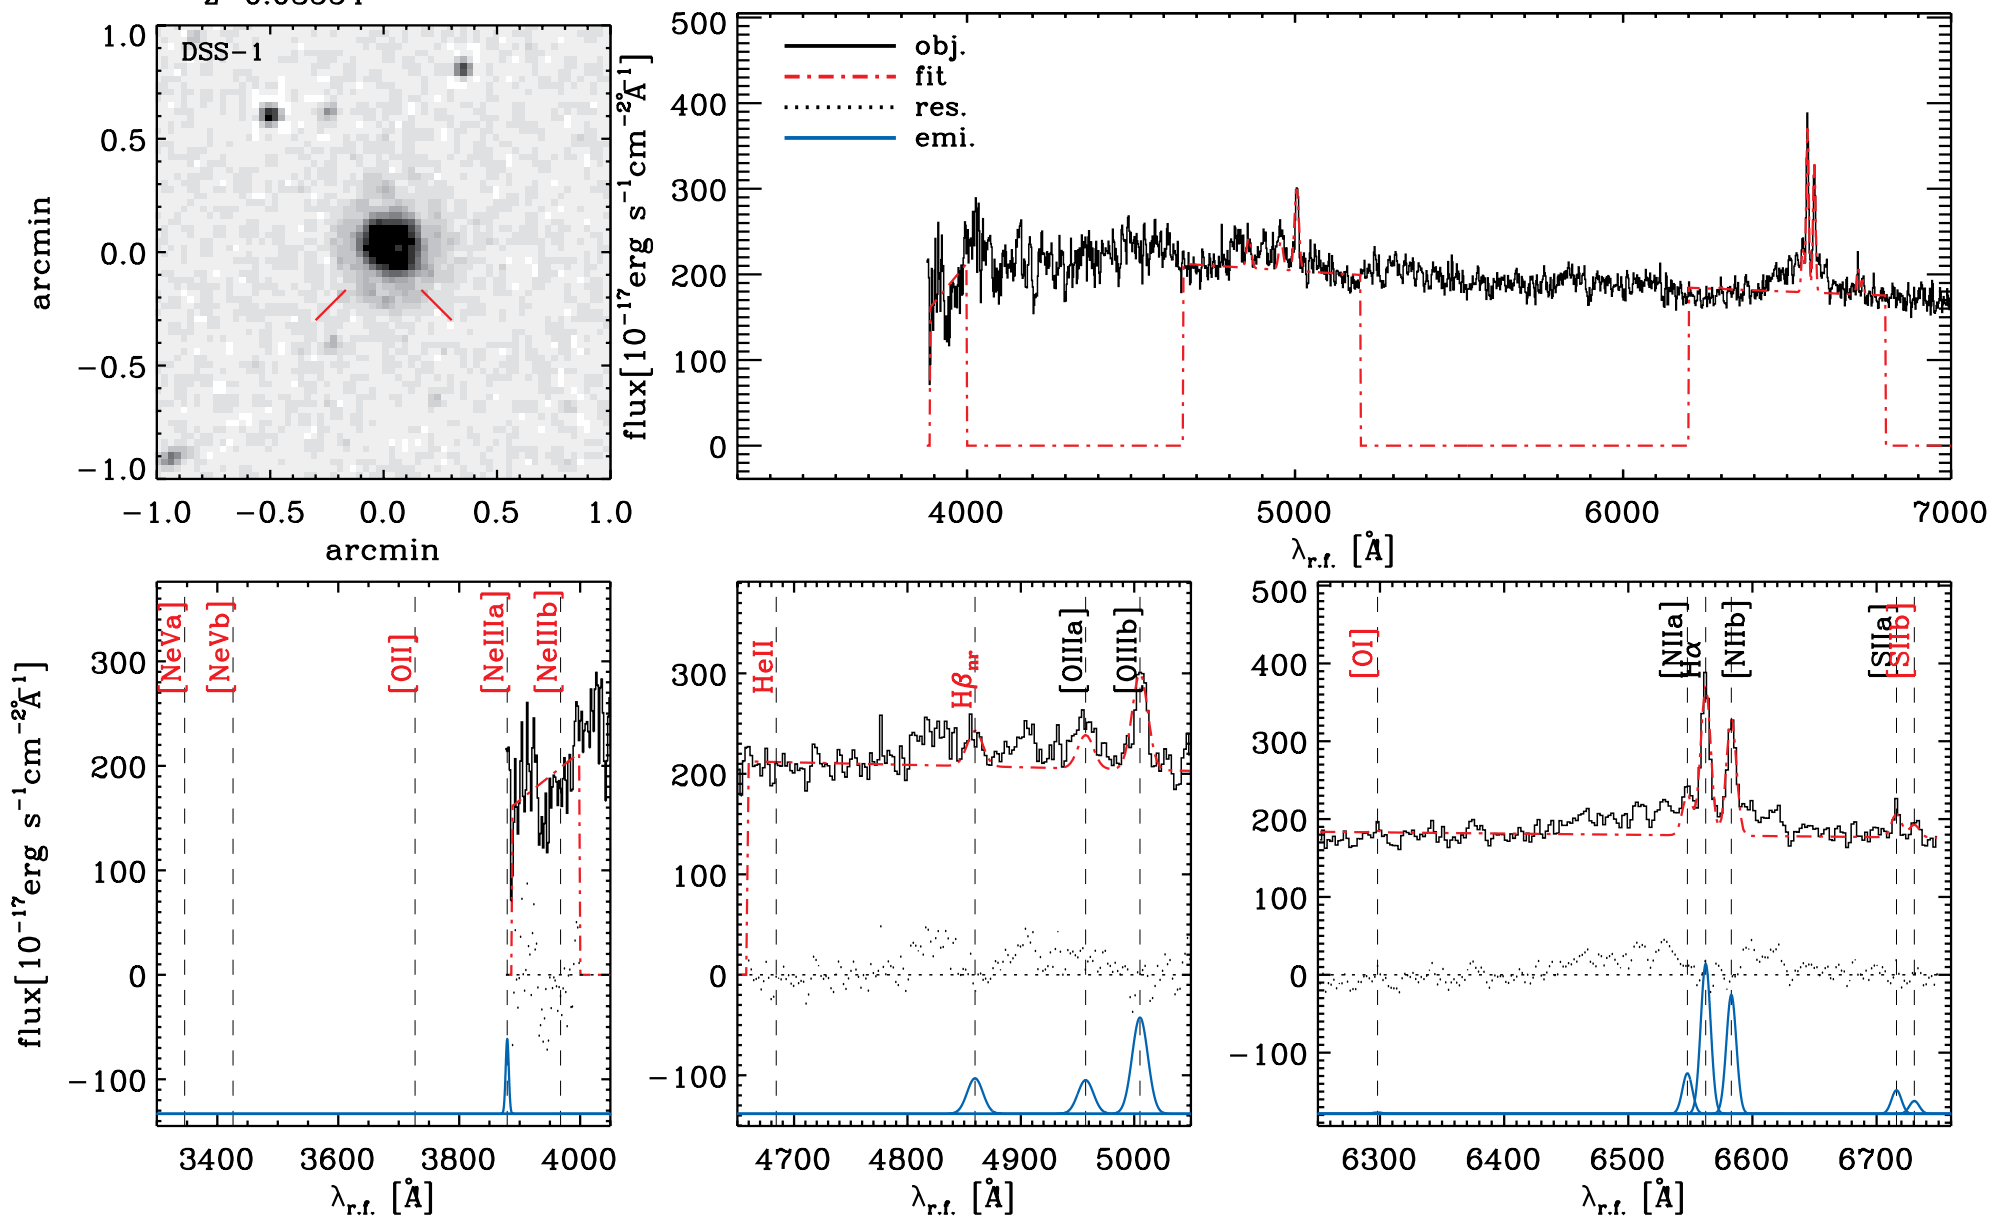 DSS-1
1.0
0.5
0.0
−0.5
−1.0
arcmin
−1.0 −0.5 0.0 0.5 1.0
arcmin
flux[10⁻¹⁷erg s⁻¹cm⁻²Å⁻¹]
500
400
300
200
100
0
obj.
fit
res.
emi.
4000 5000 6000 7000
λr.f. [Å]
flux[10⁻¹⁷erg s⁻¹cm⁻²Å⁻¹]
300
200
100
0
−100
[NeVa] [NeVb] [OII] [NeIIIa] [NeIIIb]
3400 3600 3800 4000
λr.f. [Å]
300
200
100
0
−100
HeII Hβnr [OIIIa] [OIIIb]
4700 4800 4900 5000
λr.f. [Å]
500
400
300
200
100
0
−100
[OI] [NIIa] Hα [NIIb] [SIIa] [SIIb]
6300 6400 6500 6600 6700
λr.f. [Å]